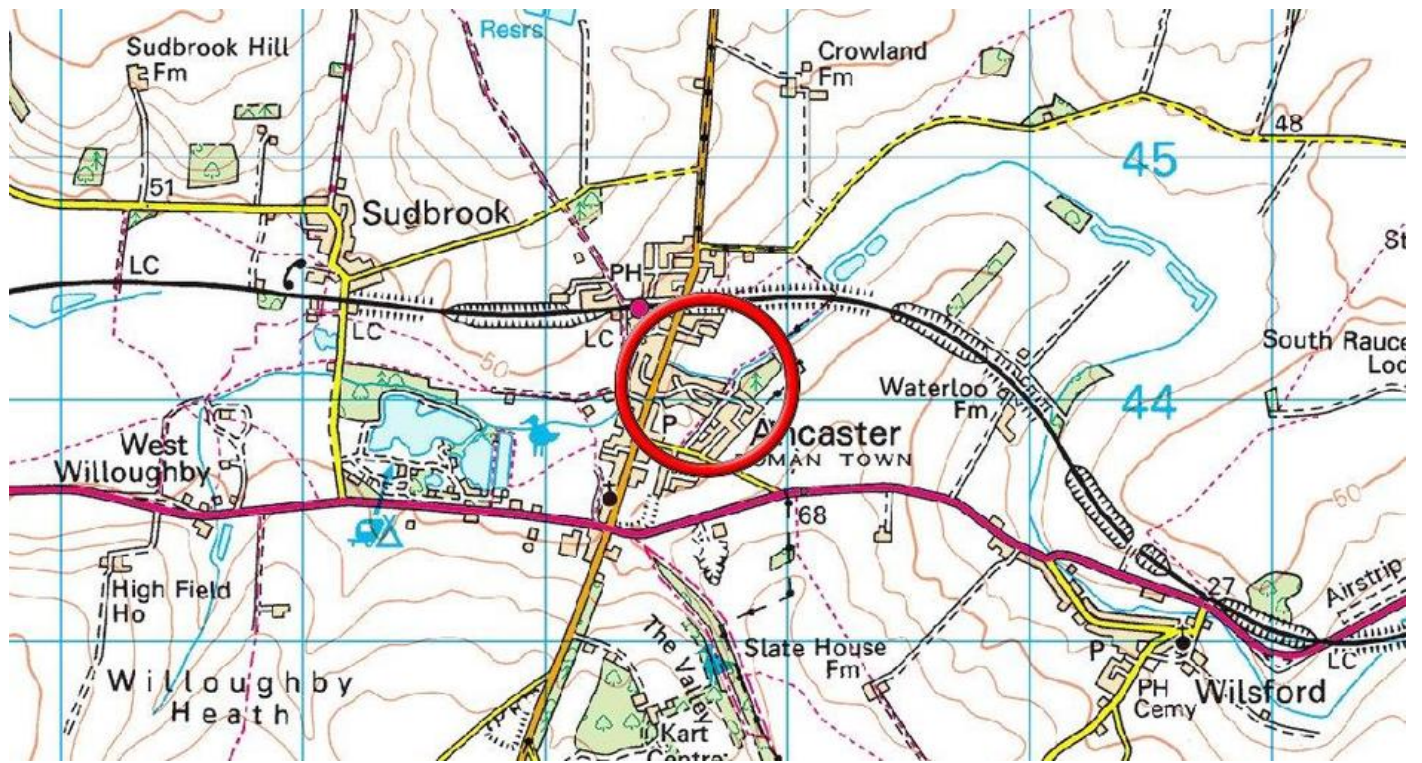 Resrs
Sudbrook Hill
Fm
Crowland
Fm
48
45
51
Sudbrook
LC
PH
LC
LC
50
South Rauce
Waterloo
Fm
44
West
Willoughby
P
Ancaster
ROMAN TOWN
68
50
High Field
Ho
27
Airstrip
The Valley
Slate House
Fm
P
LC
Willoughby
Heath
PH
Cemy
Wilsford
Kart
Centre